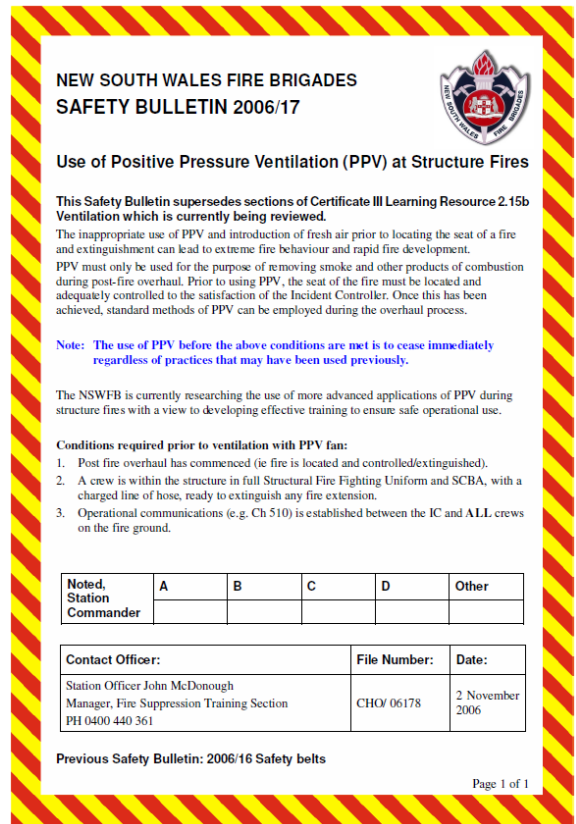 NEW SOUTH WALES FIRE BRIGADES
SAFETY BULLETIN 2006/17
NEW SOUTH WALES FIRE BRIGADES
Use of Positive Pressure Ventilation (PPV) at Structure Fires
This Safety Bulletin supersedes sections of Certificate III Learning Resource 2.15b
Ventilation which is currently being reviewed.
The inappropriate use of PPV and introduction of fresh air prior to locating the seat of a fire
and extinguishment can lead to extreme fire behaviour and rapid fire development.
PPV must only be used for the purpose of removing smoke and other products of combustion
during post-fire overhaul. Prior to using PPV, the seat of the fire must be located and
adequately controlled to the satisfaction of the Incident Controller. Once this has been
achieved, standard methods of PPV can be employed during the overhaul process.
Note: The use of PPV before the above conditions are met is to cease immediately
regardless of practices that may have been used previously.
The NSWFB is currently researching the use of more advanced applications of PPV during
structure fires with a view to developing effective training to ensure safe operational use.
Conditions required prior to ventilation with PPV fan:
1. Post fire overhaul has commenced (ie fire is located and controlled/extinguished).
2. A crew is within the structure in full Structural Fire Fighting Uniform and SCBA, with a
charged line of hose, ready to extinguish any fire extension.
3. Operational communications (e.g. Ch 510) is established between the IC and ALL crews
on the fire ground.
Noted, Station Commander A B C D Other
Contact Officer: File Number: Date:
Station Officer John McDonough
Manager, Fire Suppression Training Section
PH 0400 440 361
CHO/ 06178
2 November
2006
Previous Safety Bulletin: 2006/16 Safety belts
Page 1 of 1